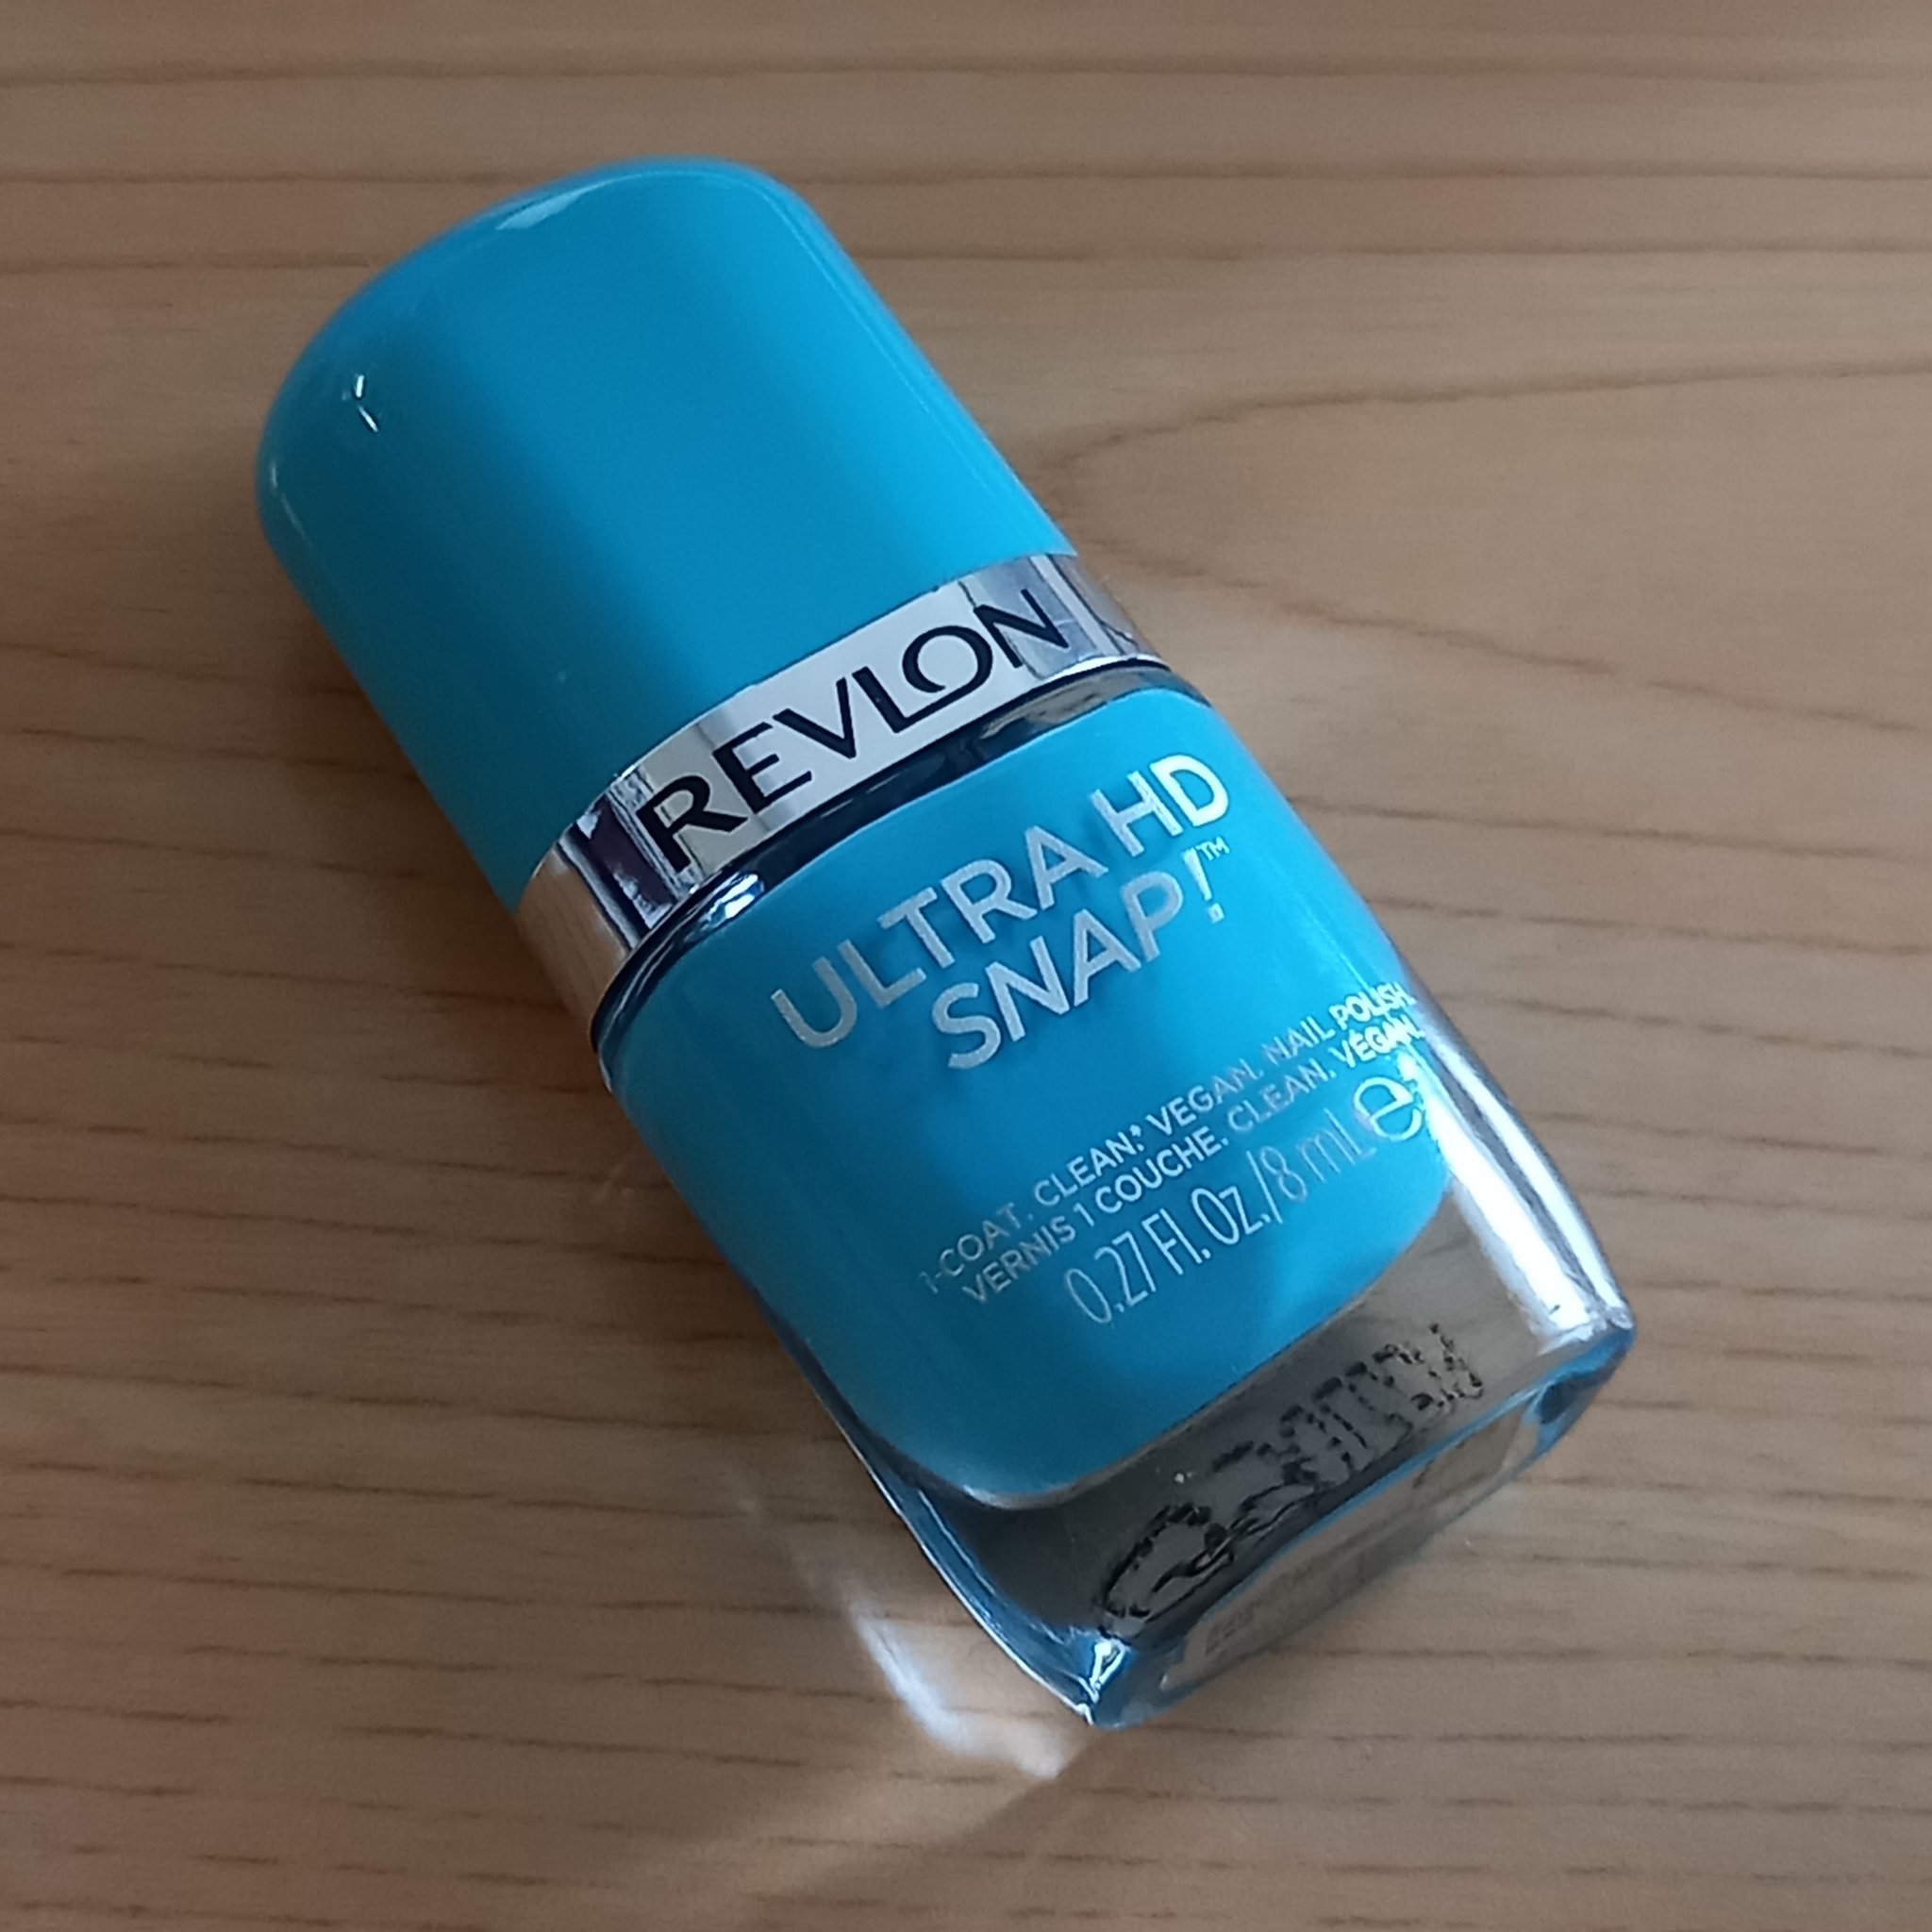 REVLON
ULTRA HD
SNAP!™
1-COAT. CLEAN.* VEGAN. NAIL POLISH.
VERNIS 1 COUCHE. CLEAN. VÉGAN.
0.27 Fl. Oz./8 mL ℮